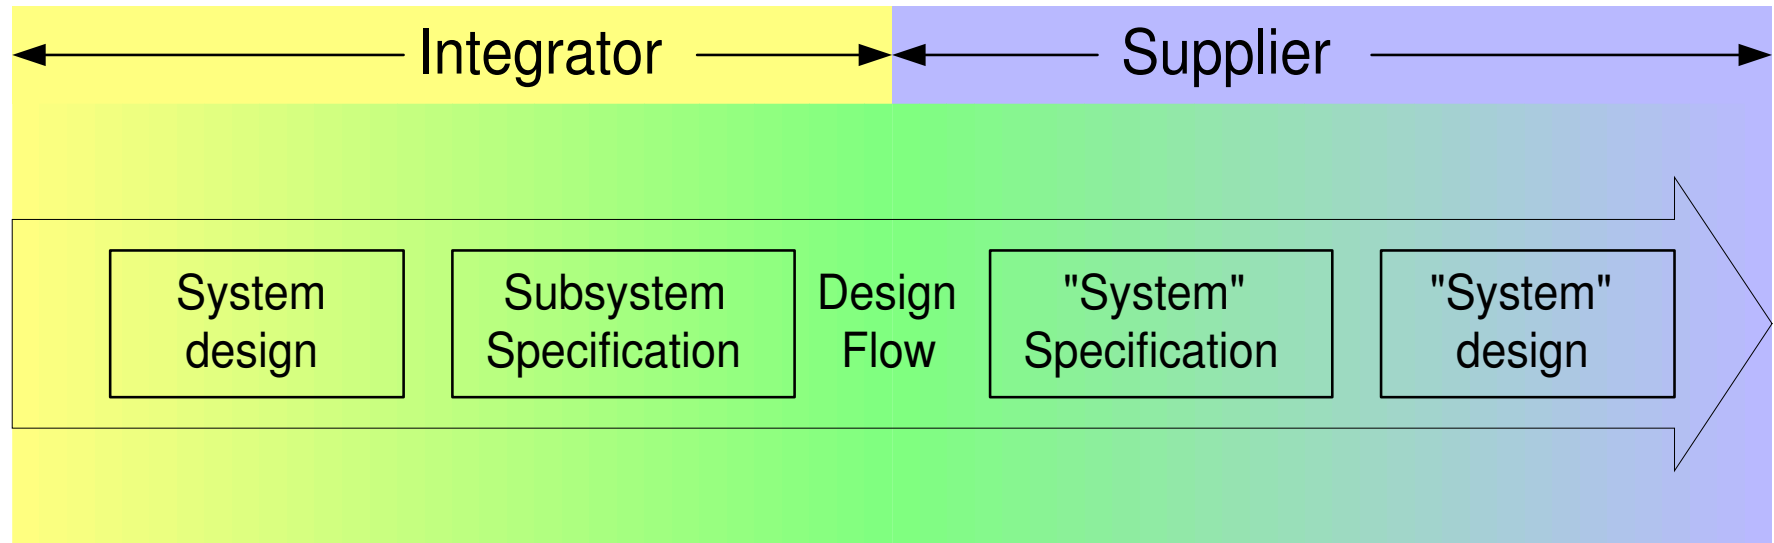 Integrator
Supplier
System
design
Subsystem
Specification
Design
Flow
"System"
Specification
"System"
design